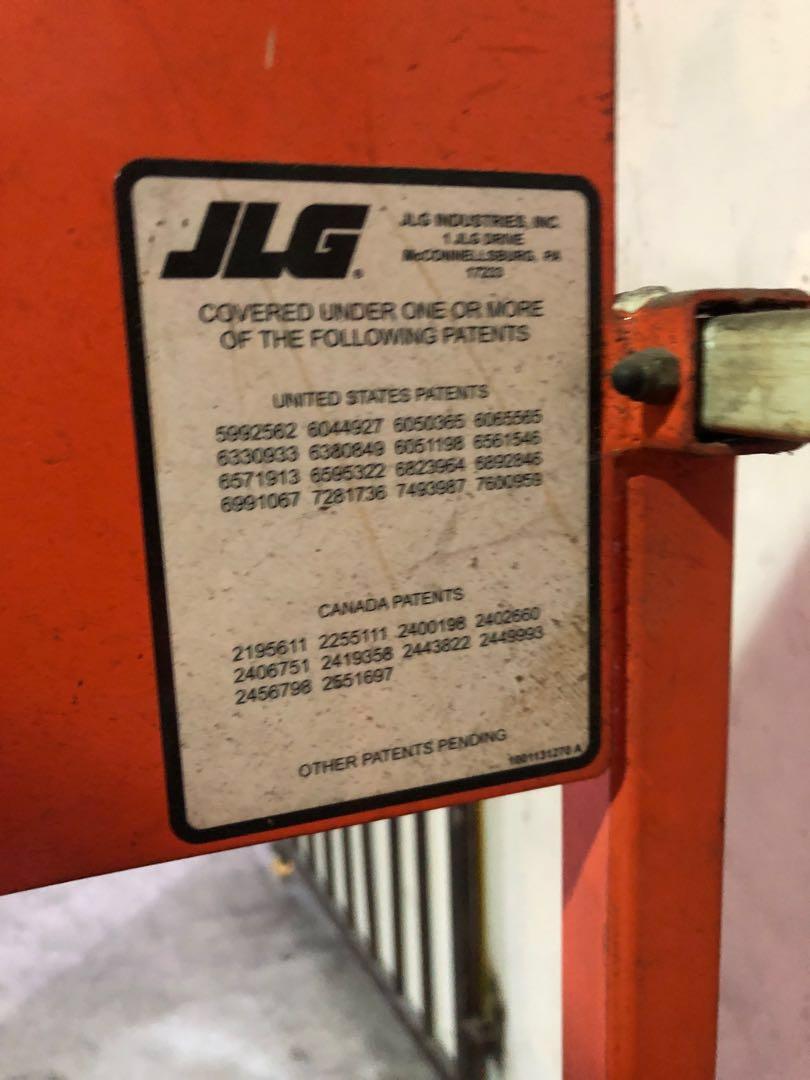 JLG
JLG INDUSTRIES, INC.
1 JLG DRIVE
McCONNELLSBURG, PA
17233
COVERED UNDER ONE OR MORE
OF THE FOLLOWING PATENTS
UNITED STATES PATENTS
5992562 6044927 6050365 6065565
6330933 6380849 6051198 6561546
6571913 6595322 6823964 6892846
6991067 7281736 7493987 7600959
CANADA PATENTS
2195611 2255111 2400198 2402660
2406751 2419358 2443822 2449993
2456798 2551697
OTHER PATENTS PENDING
1001131270 A